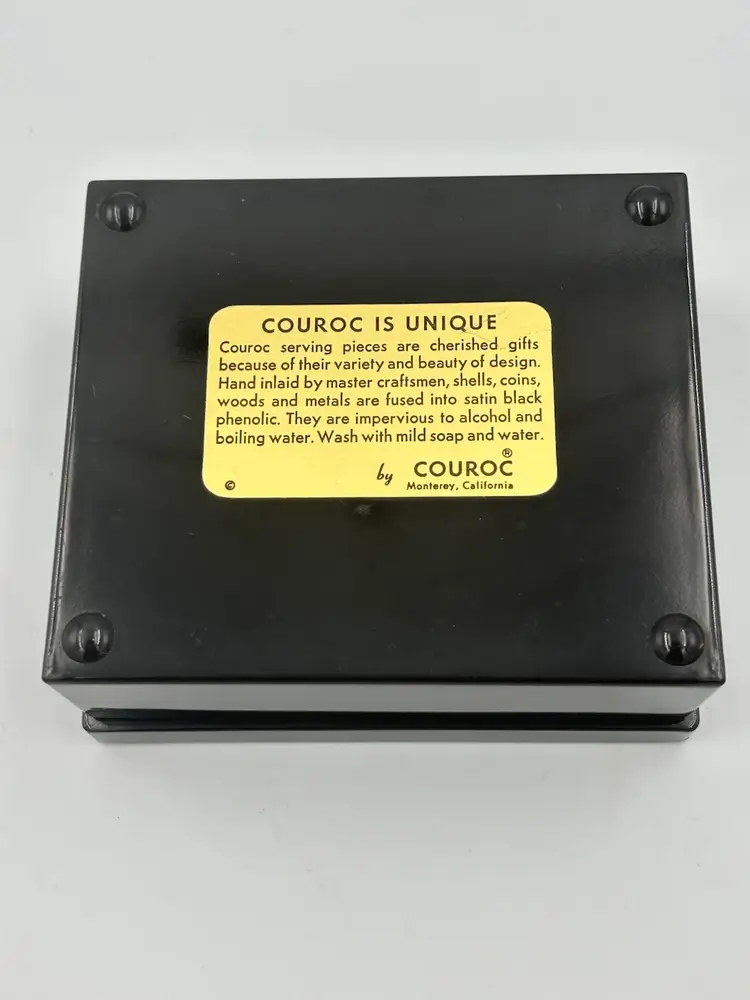 COUROC IS UNIQUE
Couroc serving pieces are cherished gifts
because of their variety and beauty of design.
Hand inlaid by master craftsmen, shells, coins,
woods and metals are fused into satin black
phenolic. They are impervious to alcohol and
boiling water. Wash with mild soap and water.
by COUROC®
© Monterey, California